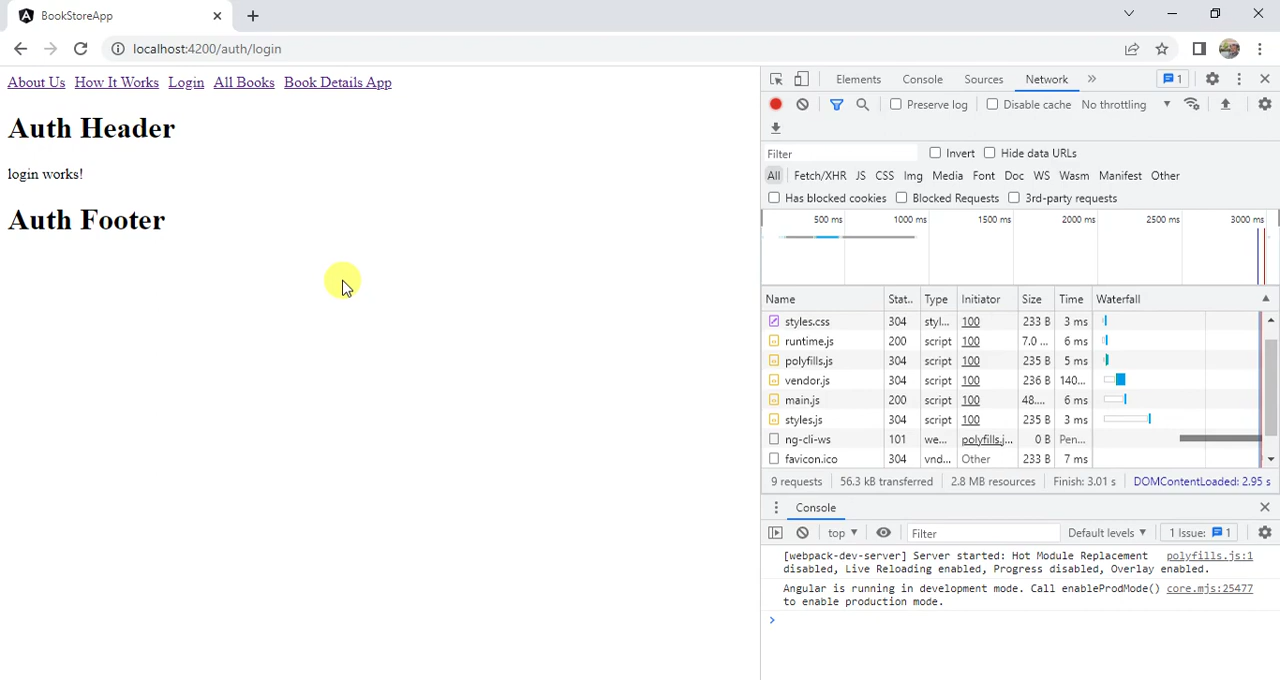 BookStoreApp
localhost:4200/auth/login
About Us How It Works Login All Books Book Details App
Auth Header
login works!
Auth Footer
Elements Console Sources Network » 1
Preserve log Disable cache No throttling
Filter Invert Hide data URLs
All Fetch/XHR JS CSS Img Media Font Doc WS Wasm Manifest Other
Has blocked cookies Blocked Requests 3rd-party requests
500 ms 1000 ms 1500 ms 2000 ms 2500 ms 3000 ms
Name Stat.. Type Initiator Size Time Waterfall
styles.css 304 styl... 100 233 B 3 ms
runtime.js 200 script 100 7.0 ... 6 ms
polyfills.js 304 script 100 235 B 5 ms
vendor.js 304 script 100 236 B 140...
main.js 200 script 100 48.... 6 ms
styles.js 304 script 100 235 B 3 ms
ng-cli-ws 101 we... polyfills.j... 0 B Pen...
favicon.ico 304 vnd... Other 233 B 7 ms
9 requests 56.3 kB transferred 2.8 MB resources Finish: 3.01 s DOMContentLoaded: 2.95 s
Console
top Filter Default levels 1 Issue: 1
[webpack-dev-server] Server started: Hot Module Replacement polyfills.js:1
disabled, Live Reloading enabled, Progress disabled, Overlay enabled.
Angular is running in development mode. Call enableProdMode() core.mjs:25477
to enable production mode.